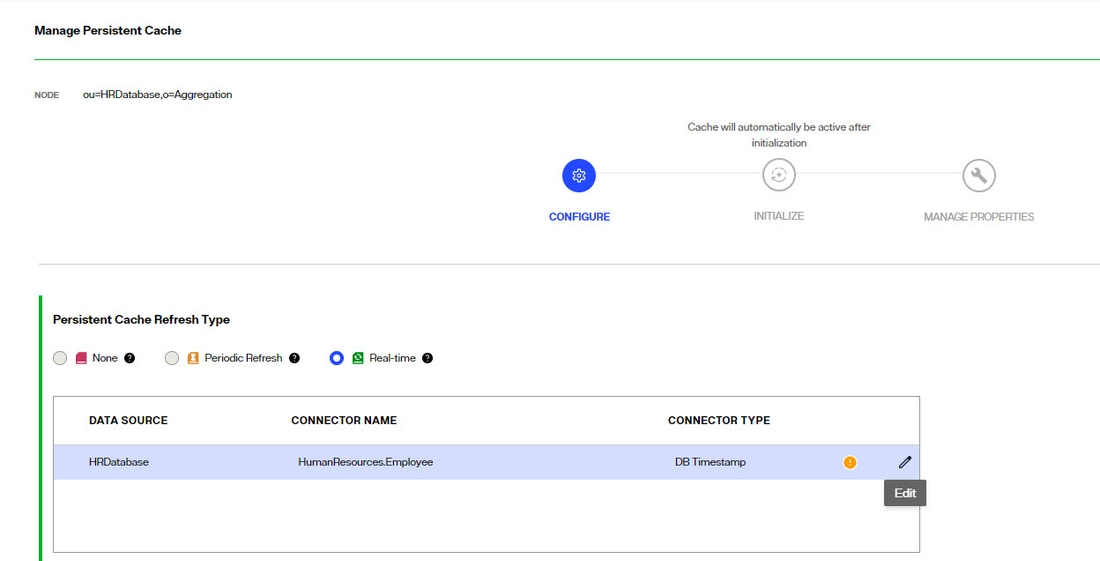 Manage Persistent Cache
NODE ou=HRDatabase,o=Aggregation
Cache will automatically be active after
initialization
CONFIGURE INITIALIZE MANAGE PROPERTIES
Persistent Cache Refresh Type
None ? Periodic Refresh ? Real-time ?
DATA SOURCE CONNECTOR NAME CONNECTOR TYPE
HRDatabase HumanResources.Employee DB Timestamp !
Edit